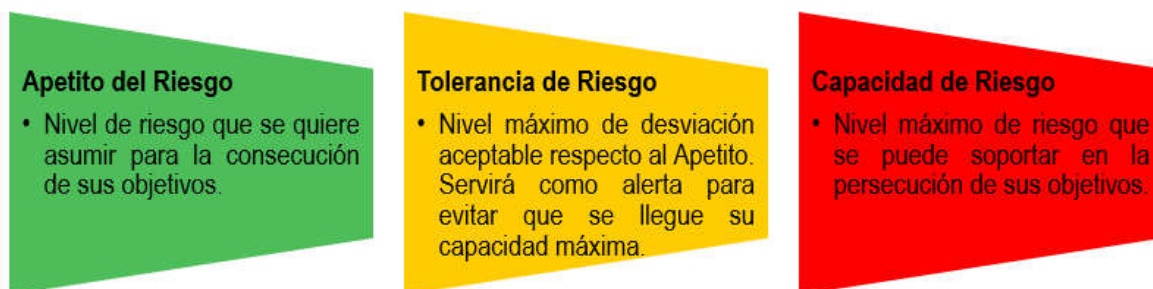 Apetito del Riesgo
• Nivel de riesgo que se quiere
asumir para la consecución
de sus objetivos.
Tolerancia de Riesgo
• Nivel máximo de desviación
aceptable respecto al Apetito.
Servirá como alerta para
evitar que se llegue su
capacidad máxima.
Capacidad de Riesgo
• Nivel máximo de riesgo que
se puede soportar en la
persecución de sus objetivos.